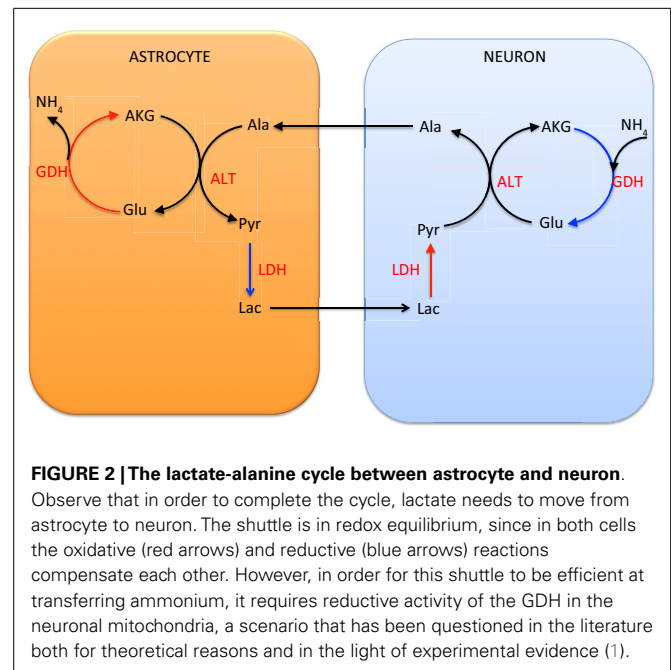 ASTROCYTE
NEURON
NH4
AKG
Ala
GDH
ALT
Glu
Pyr
LDH
Lac
Ala
AKG
NH4
ALT
GDH
Pyr
Glu
LDH
Lac
FIGURE 2 | The lactate-alanine cycle between astrocyte and neuron.
Observe that in order to complete the cycle, lactate needs to move from
astrocyte to neuron. The shuttle is in redox equilibrium, since in both cells
the oxidative (red arrows) and reductive (blue arrows) reactions
compensate each other. However, in order for this shuttle to be efficient at
transferring ammonium, it requires reductive activity of the GDH in the
neuronal mitochondria, a scenario that has been questioned in the literature
both for theoretical reasons and in the light of experimental evidence (1).